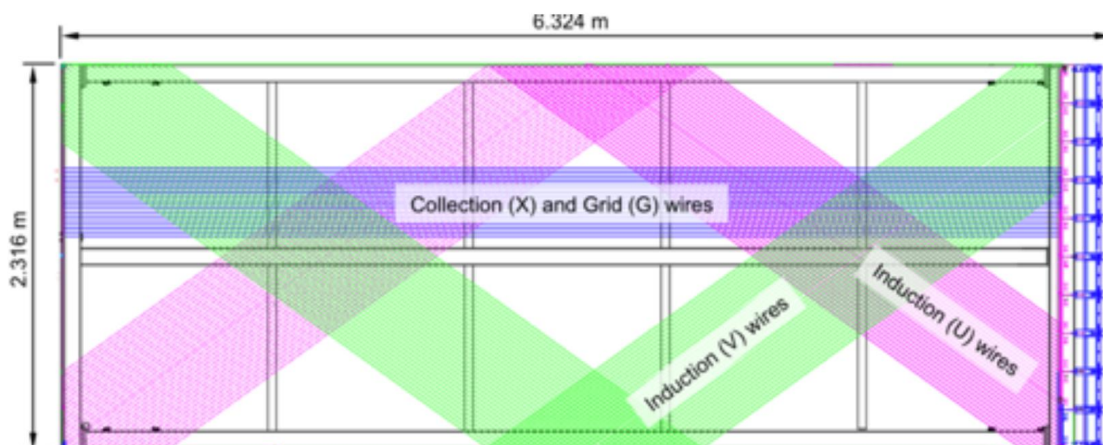 6.324 m
2.316 m
Collection (X) and Grid (G) wires
Induction (V) wires
Induction (U) wires